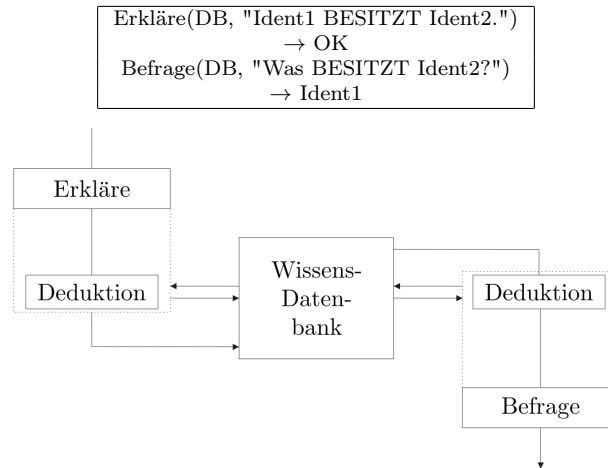 Erkläre(DB, "Ident1 BESITZT Ident2.")
→ OK
Befrage(DB, "Was BESITZT Ident2?")
→ Ident1
Erkläre
Deduktion
Wissens-
Daten-
bank
Deduktion
Befrage